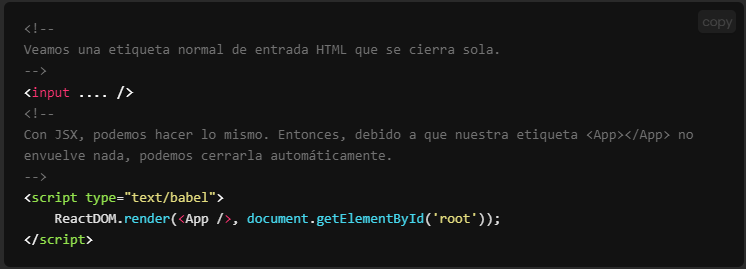 copy
<!--
Veamos una etiqueta normal de entrada HTML que se cierra sola.
-->
<input .... />
<!--
Con JSX, podemos hacer lo mismo. Entonces, debido a que nuestra etiqueta <App></App> no
envuelve nada, podemos cerrarla automáticamente.
-->
<script type="text/babel">
    ReactDOM.render(<App />, document.getElementById('root'));
</script>